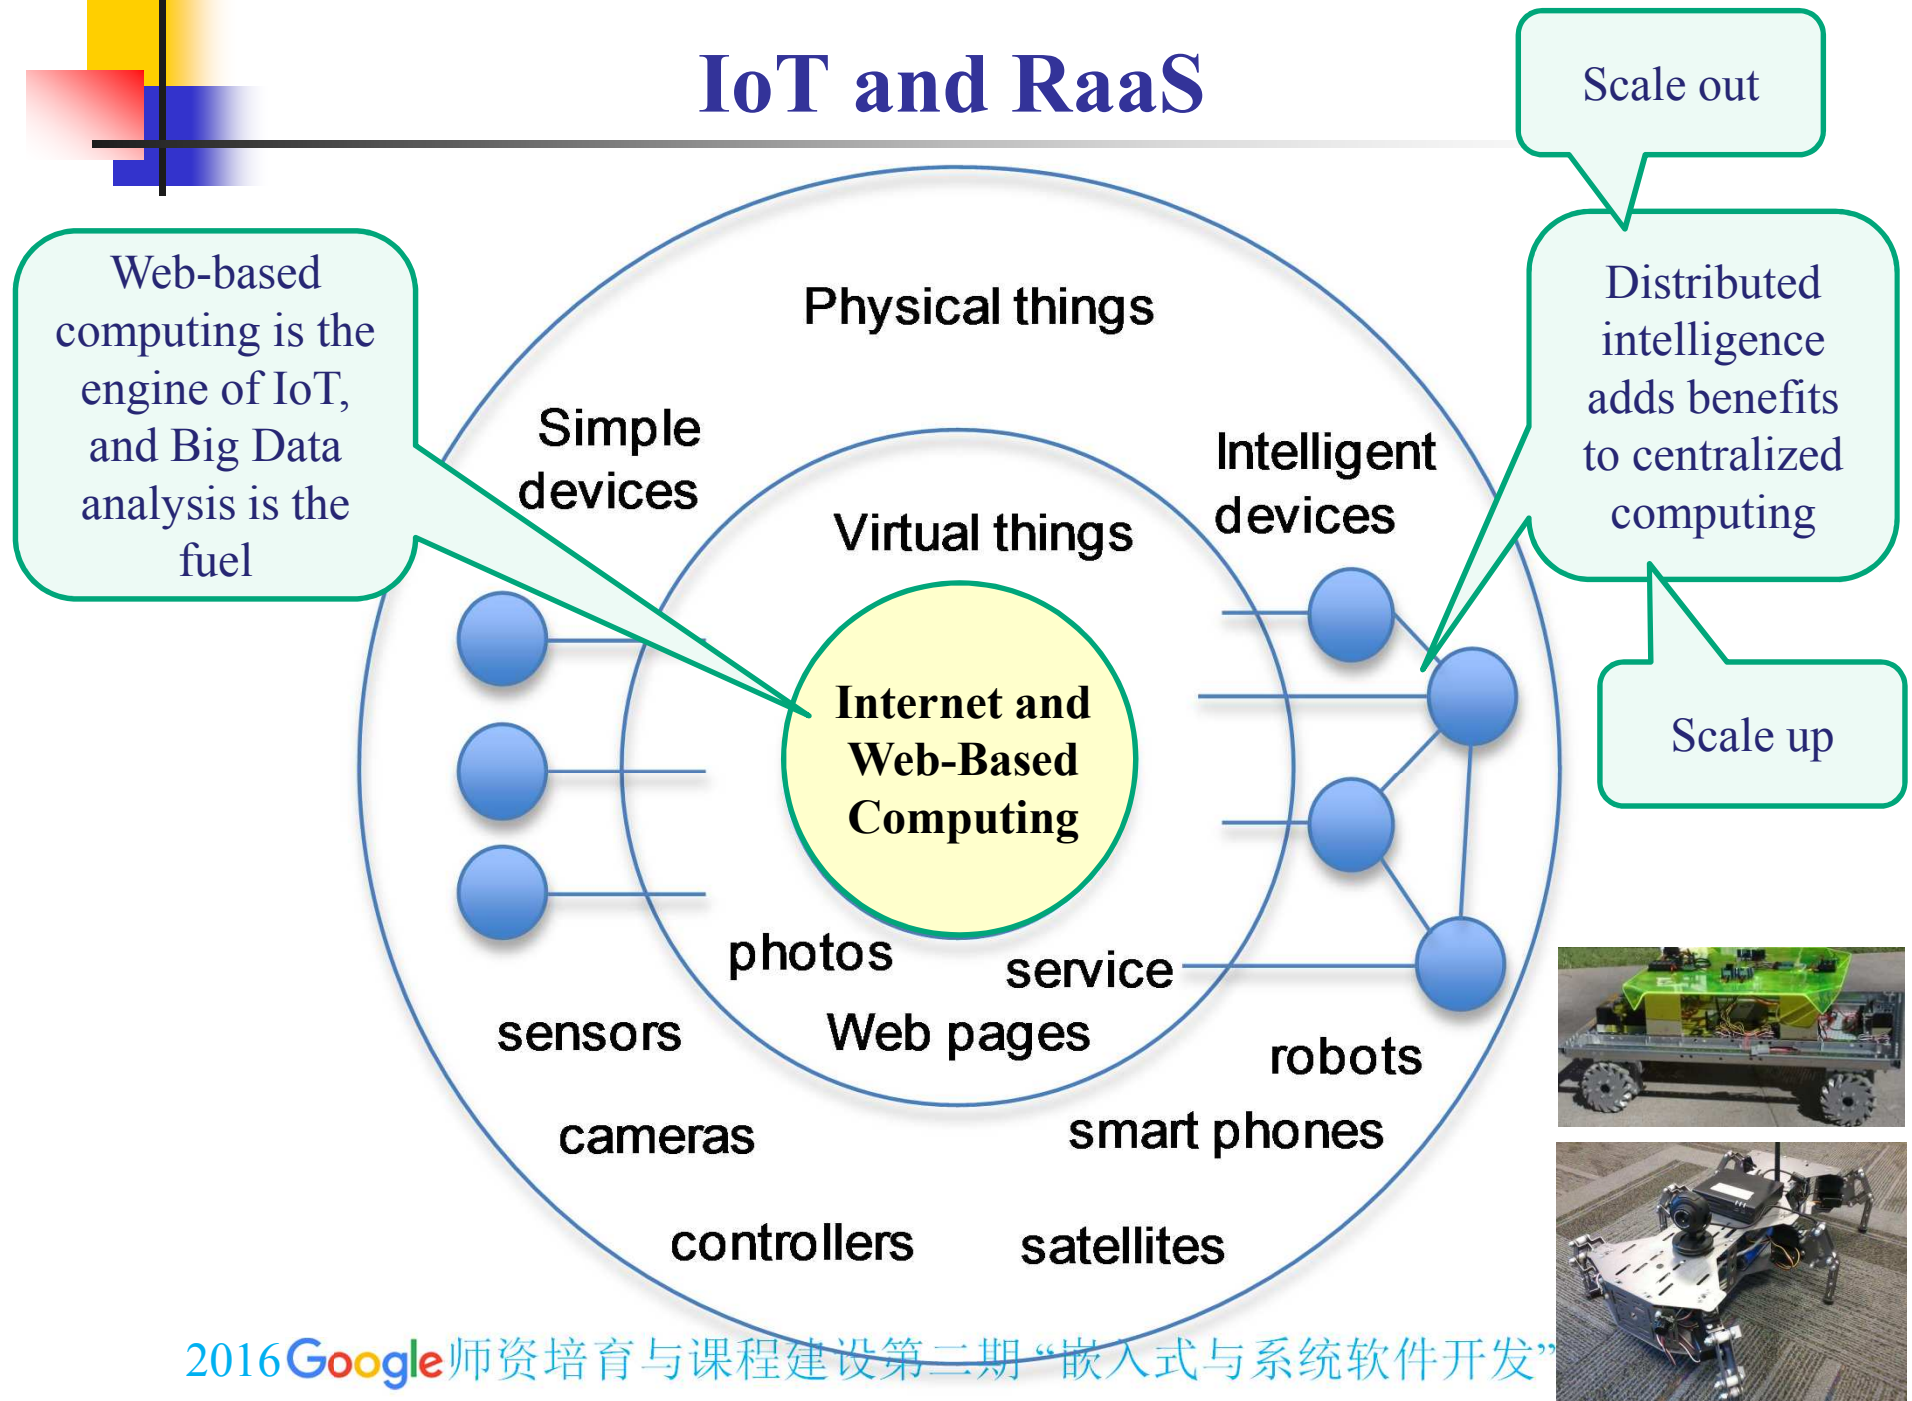 IoT and RaaS
Scale out
Web-based
computing is the
engine of IoT,
and Big Data
analysis is the
fuel
Distributed
intelligence
adds benefits
to centralized
computing
Scale up
Physical things
Simple
devices
Intelligent
devices
Virtual things
Internet and
Web-Based
Computing
photos
service
Web pages
sensors
robots
cameras
smart phones
controllers
satellites
2016 Google师资培育与课程建设第二期 “嵌入式与系统软件开发”